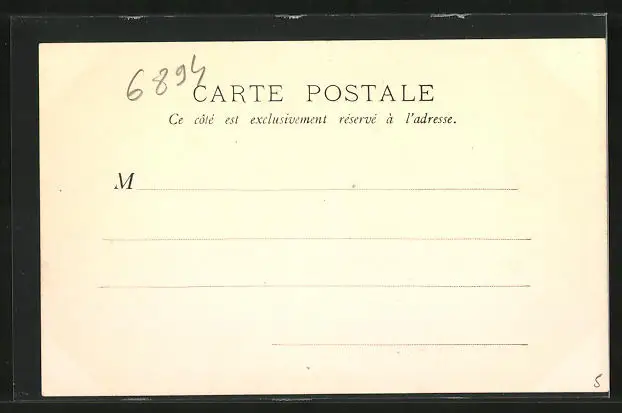 6894
CARTE POSTALE
Ce côté est exclusivement réservé à l'adresse.
M
5